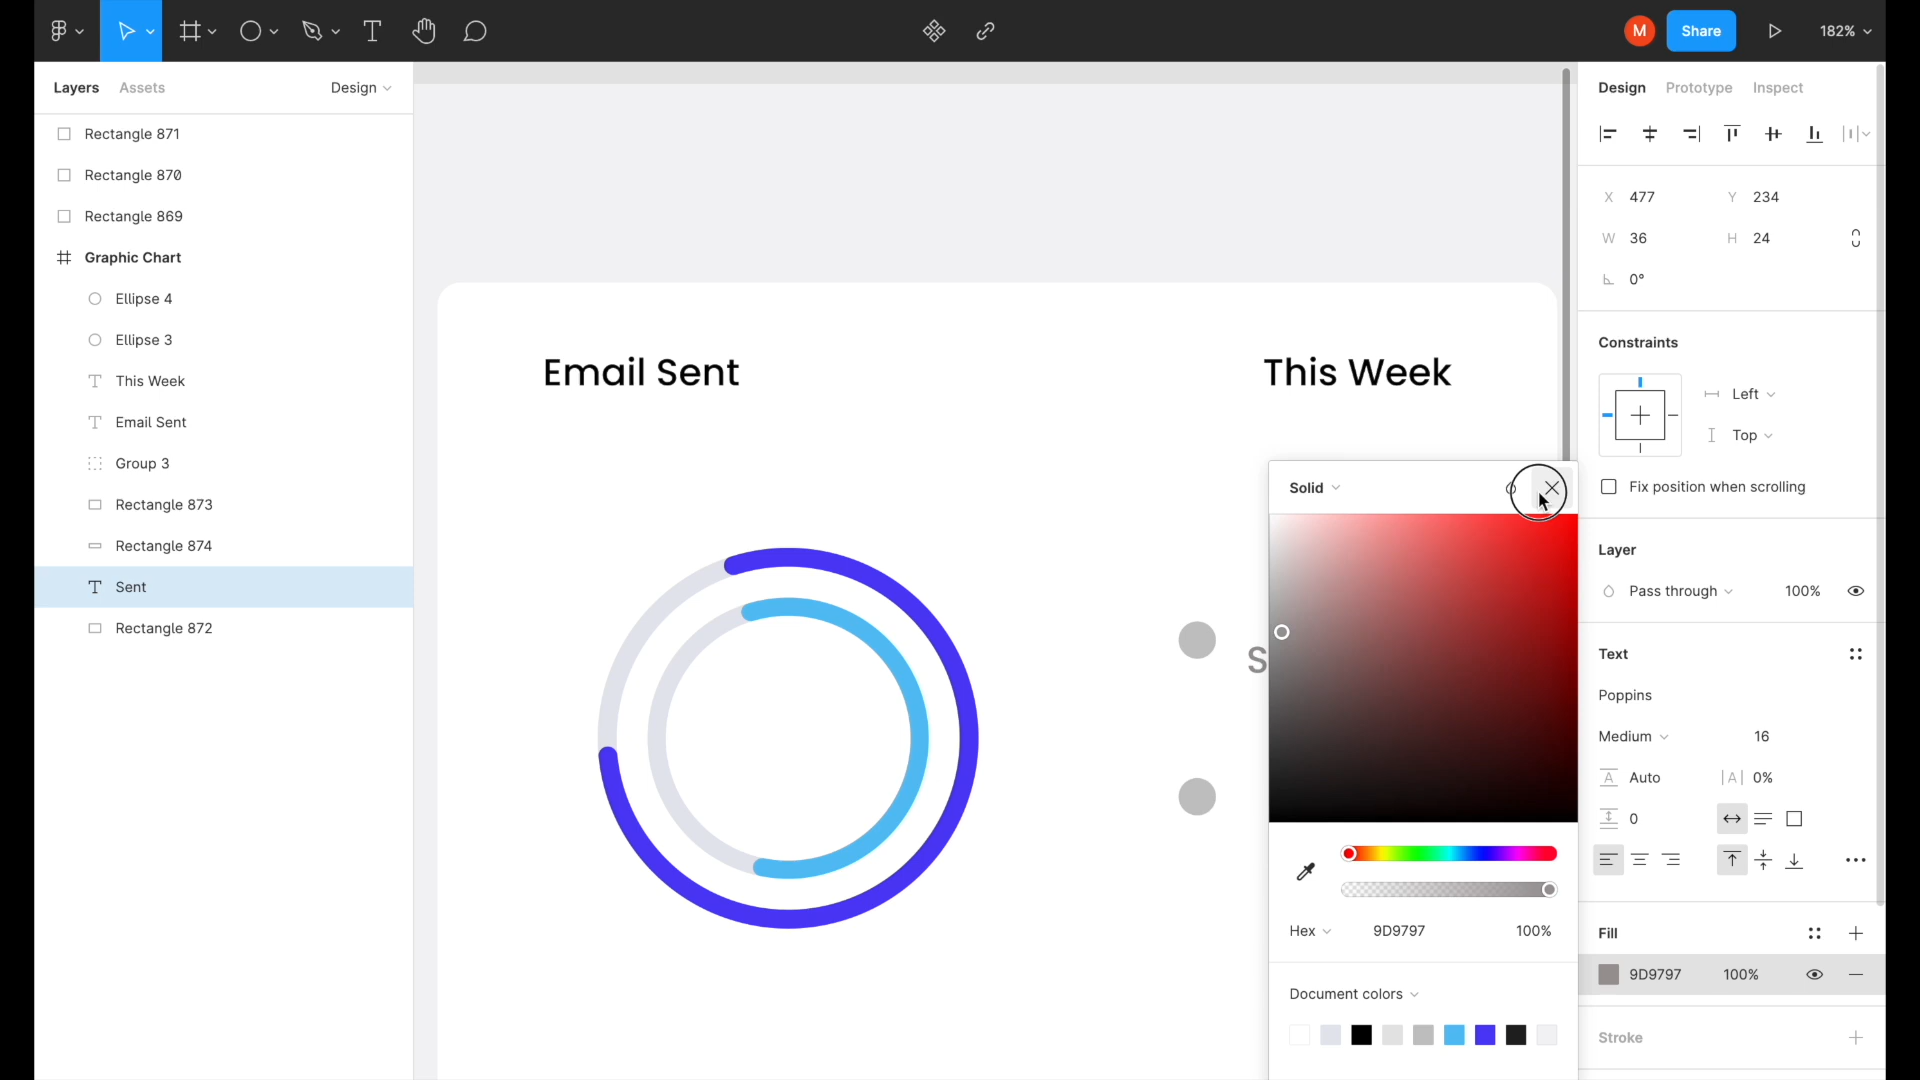 M
Share
182%
Layers
Assets
Design
Rectangle 871
Rectangle 870
Rectangle 869
Graphic Chart
Ellipse 4
Ellipse 3
This Week
Email Sent
Group 3
Rectangle 873
Rectangle 874
Sent
Rectangle 872
Email Sent
This Week
S
Solid
Hex
9D9797
100%
Document colors
Design
Prototype
Inspect
X 477
Y 234
W 36
H 24
0°
Constraints
Left
Top
Fix position when scrolling
Layer
Pass through
100%
Text
Poppins
Medium
16
A Auto
|A| 0%
0
Fill
9D9797
100%
Stroke